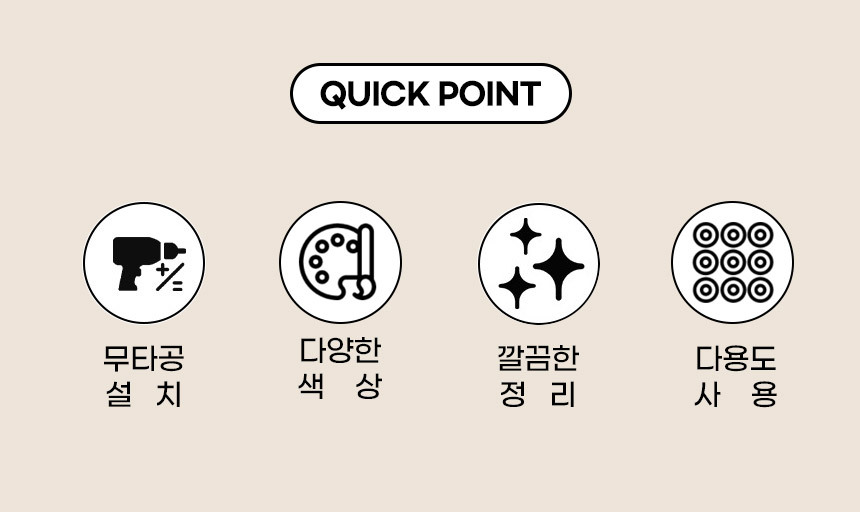 QUICK POINT
무타공
설 치
다양한
색 상
깔끔한
정 리
다용도
사 용